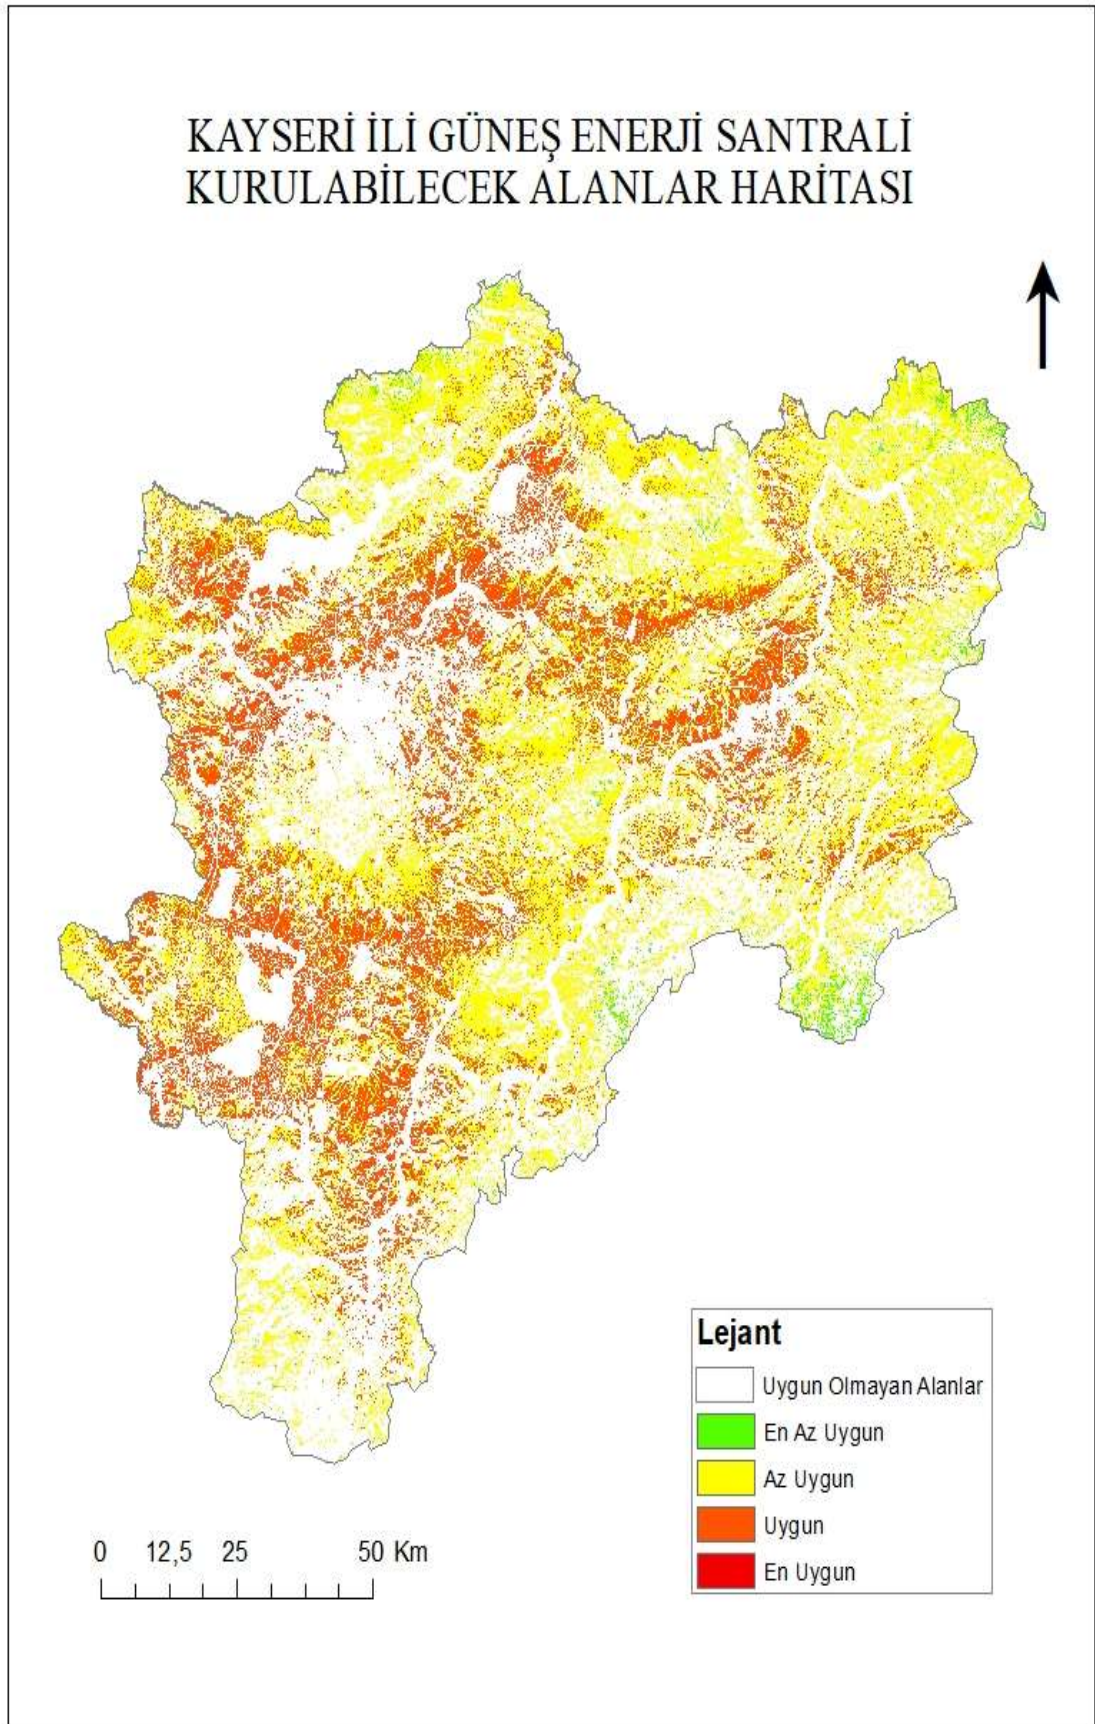 KAYSERİ İLİ GÜNEŞ ENERJİ SANTRALİ
KURULABİLECEK ALANLAR HARİTASI
Lejant
Uygun Olmayan Alanlar
En Az Uygun
Az Uygun
Uygun
En Uygun
0 12,5 25 50 Km